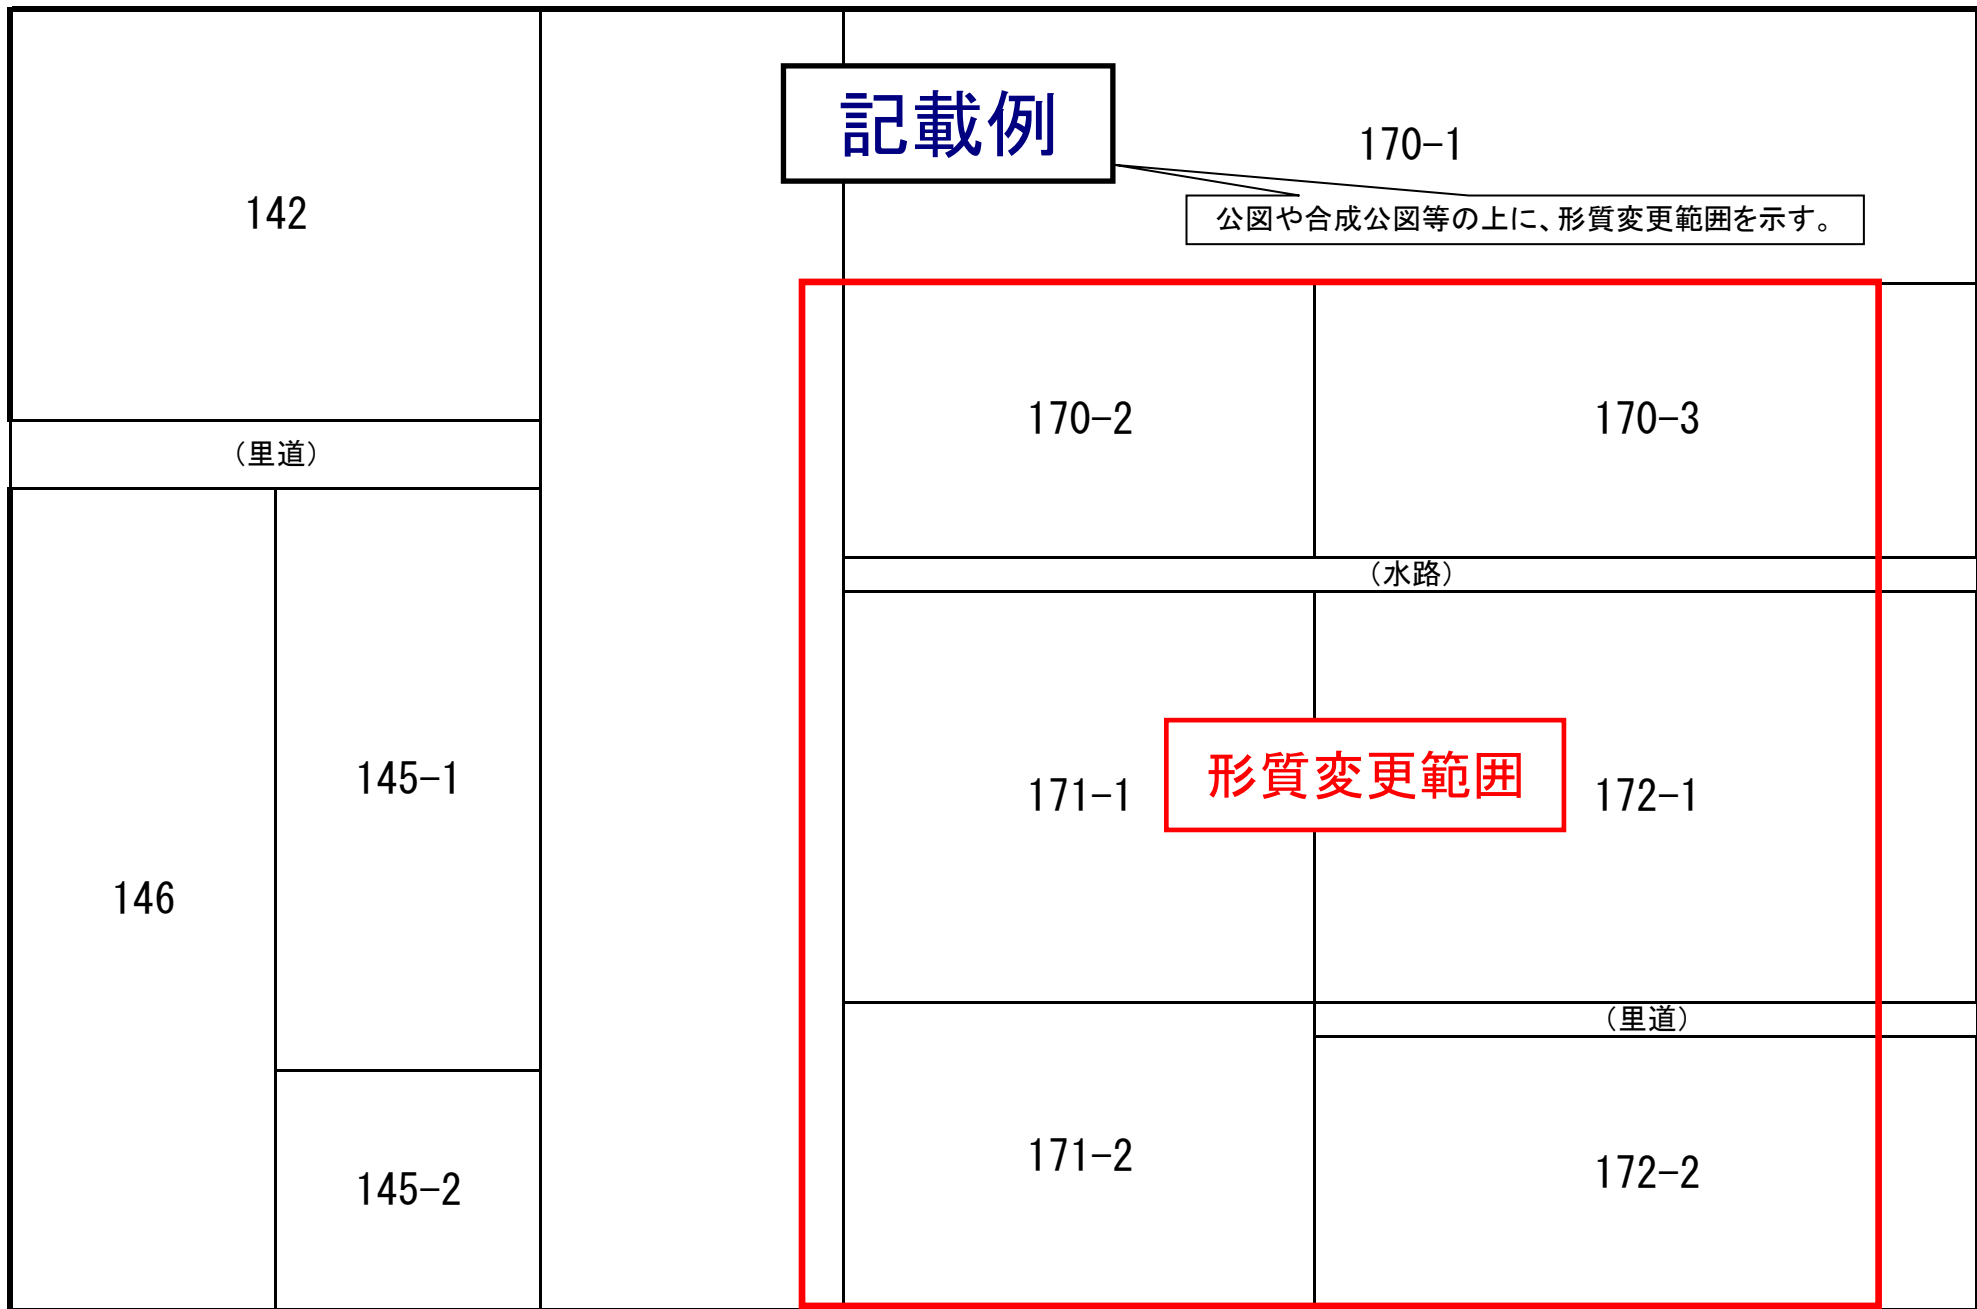 記載例
170-1
142
公図や合成公図等の上に、形質変更範囲を示す。
170-2
170-3
（里道）
（水路）
145-1
171-1
形質変更範囲
172-1
146
（里道）
171-2
172-2
145-2